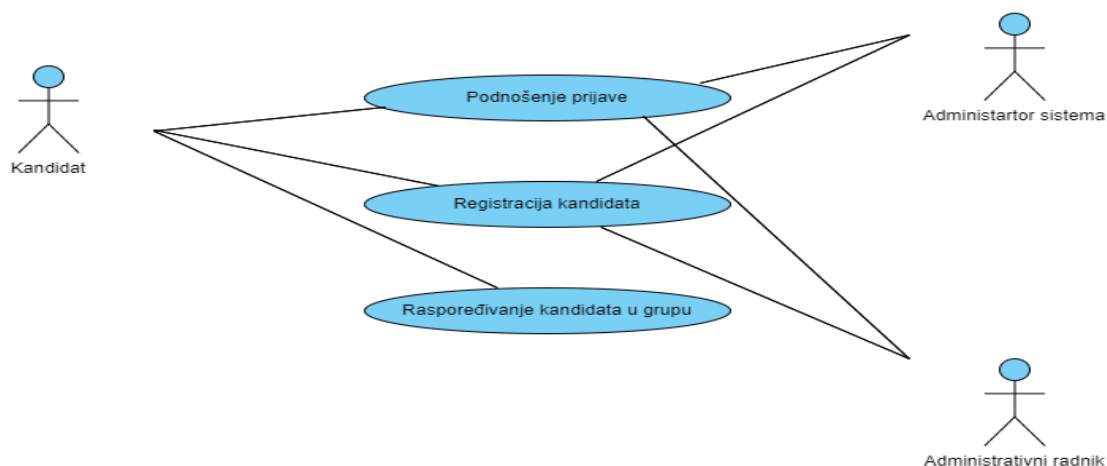 Podnošenje prijave
Administartor sistema
Kandidat
Registracija kandidata
Raspoređivanje kandidata u grupu
Administrativni radnik